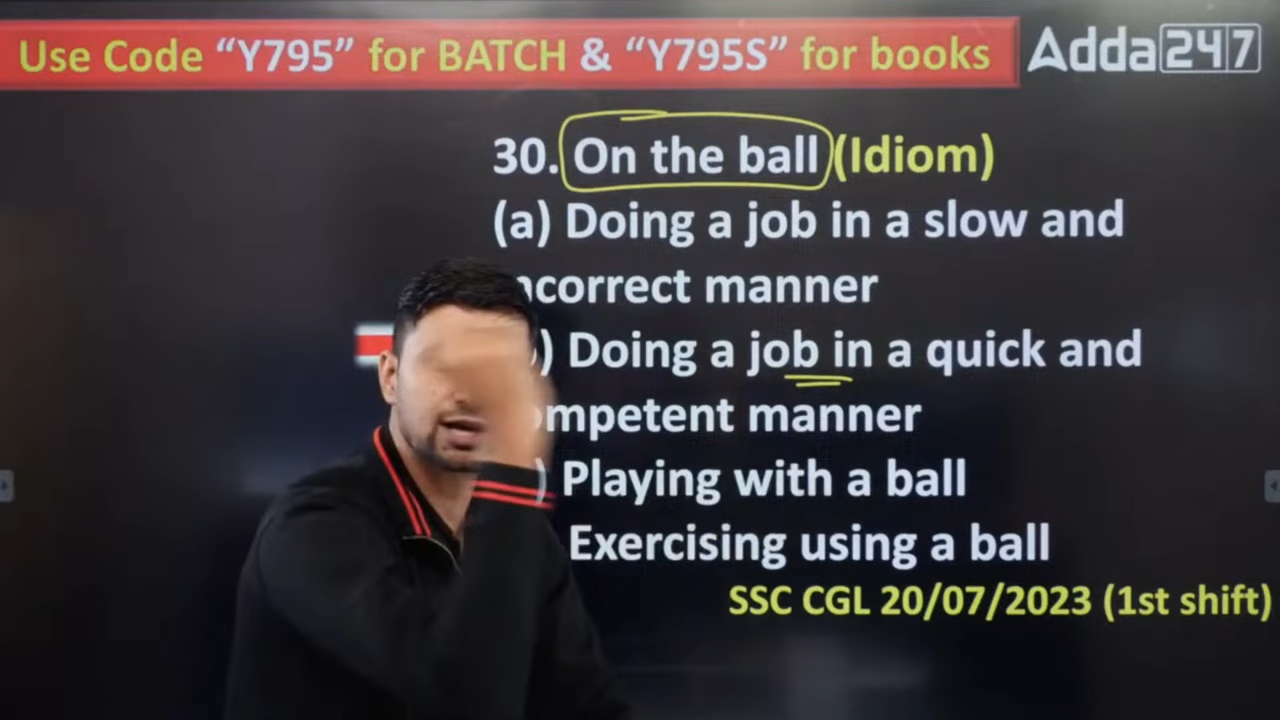 Use Code “Y795” for BATCH & “Y795S” for books
Adda247
30. On the ball (Idiom)
(a) Doing a job in a slow and
ncorrect manner
) Doing a job in a quick and
ompetent manner
) Playing with a ball
Exercising using a ball
SSC CGL 20/07/2023 (1st shift)